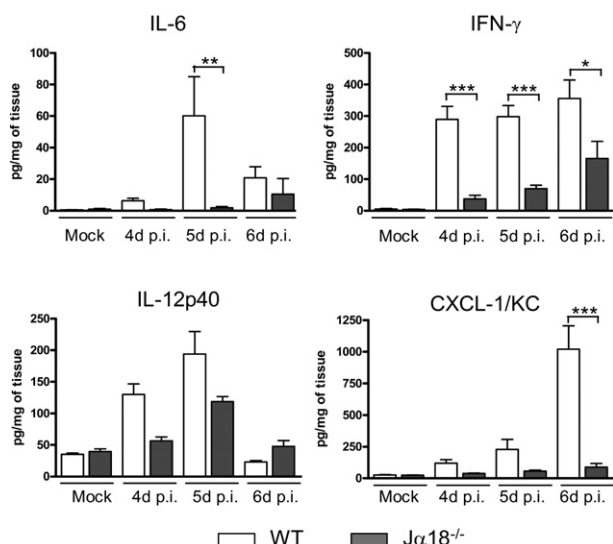 IL-6
pg/mg of tissue
100
80
60
40
20
0
**
Mock 4d p.i. 5d p.i. 6d p.i.
IFN-γ
pg/mg of tissue
500
400
300
200
100
0
*** *** *
Mock 4d p.i. 5d p.i. 6d p.i.
IL-12p40
pg/mg of tissue
250
200
150
100
50
0
Mock 4d p.i. 5d p.i. 6d p.i.
CXCL-1/KC
pg/mg of tissue
1250
1000
750
500
250
0
***
Mock 4d p.i. 5d p.i. 6d p.i.
WT Jα18-/-